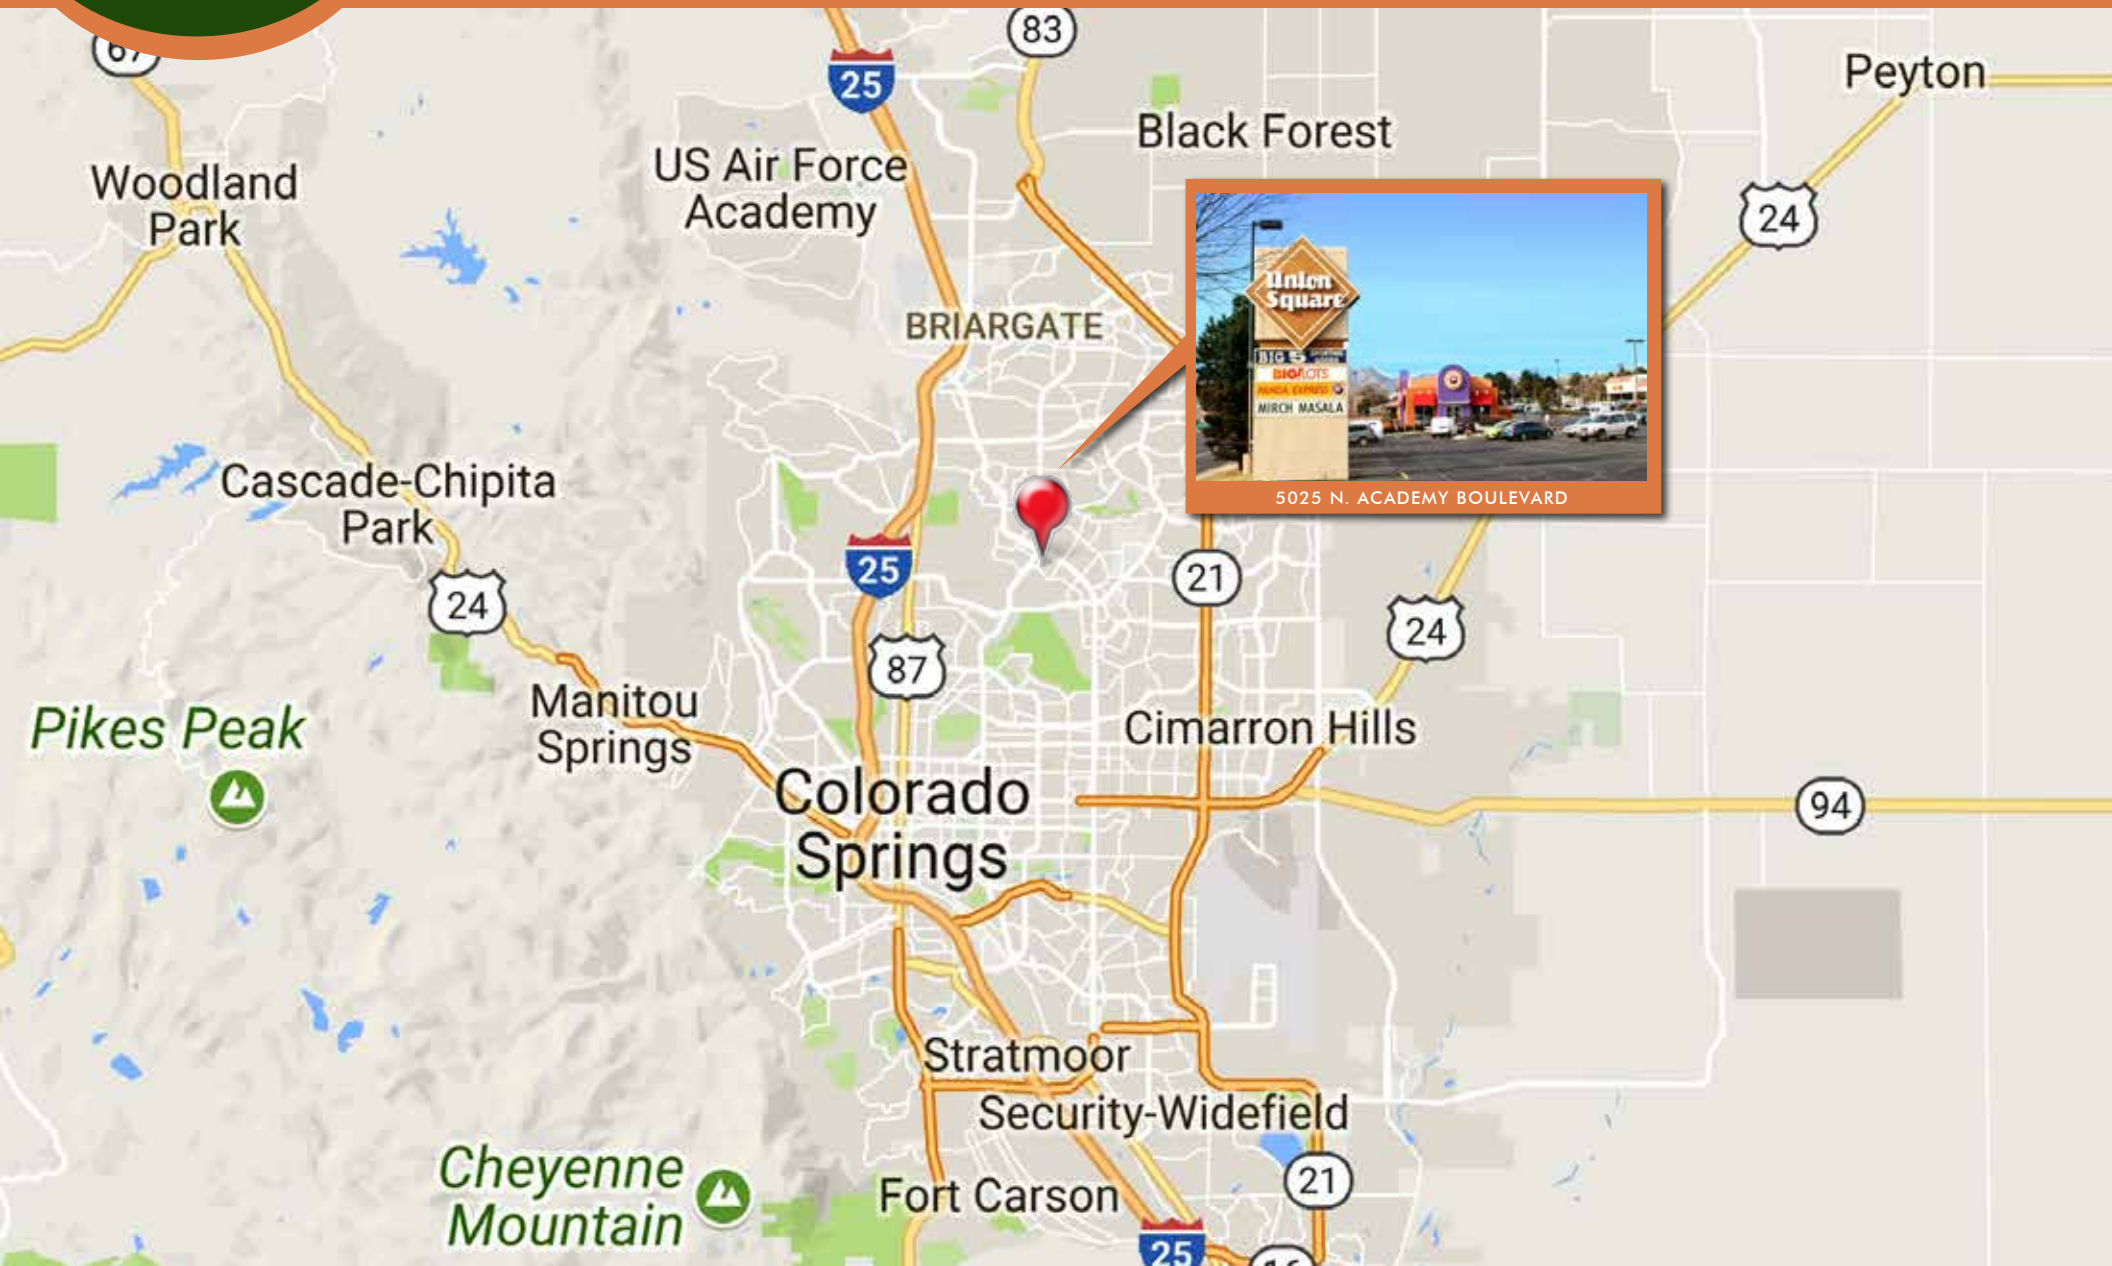 67
25
83
Peyton
Black Forest
US Air Force
Academy
Woodland
Park
24
Union
Square
BRIARGATE
BIG 5
BIG LOTS
PANDA EXPRESS
MIRCH MASALA
Cascade-Chipita
Park
5025 N. ACADEMY BOULEVARD
25
21
24
24
87
Manitou
Springs
Pikes Peak
Cimarron Hills
Colorado
Springs
94
Stratmoor
Security-Widefield
Cheyenne
Mountain
Fort Carson
21
25
16